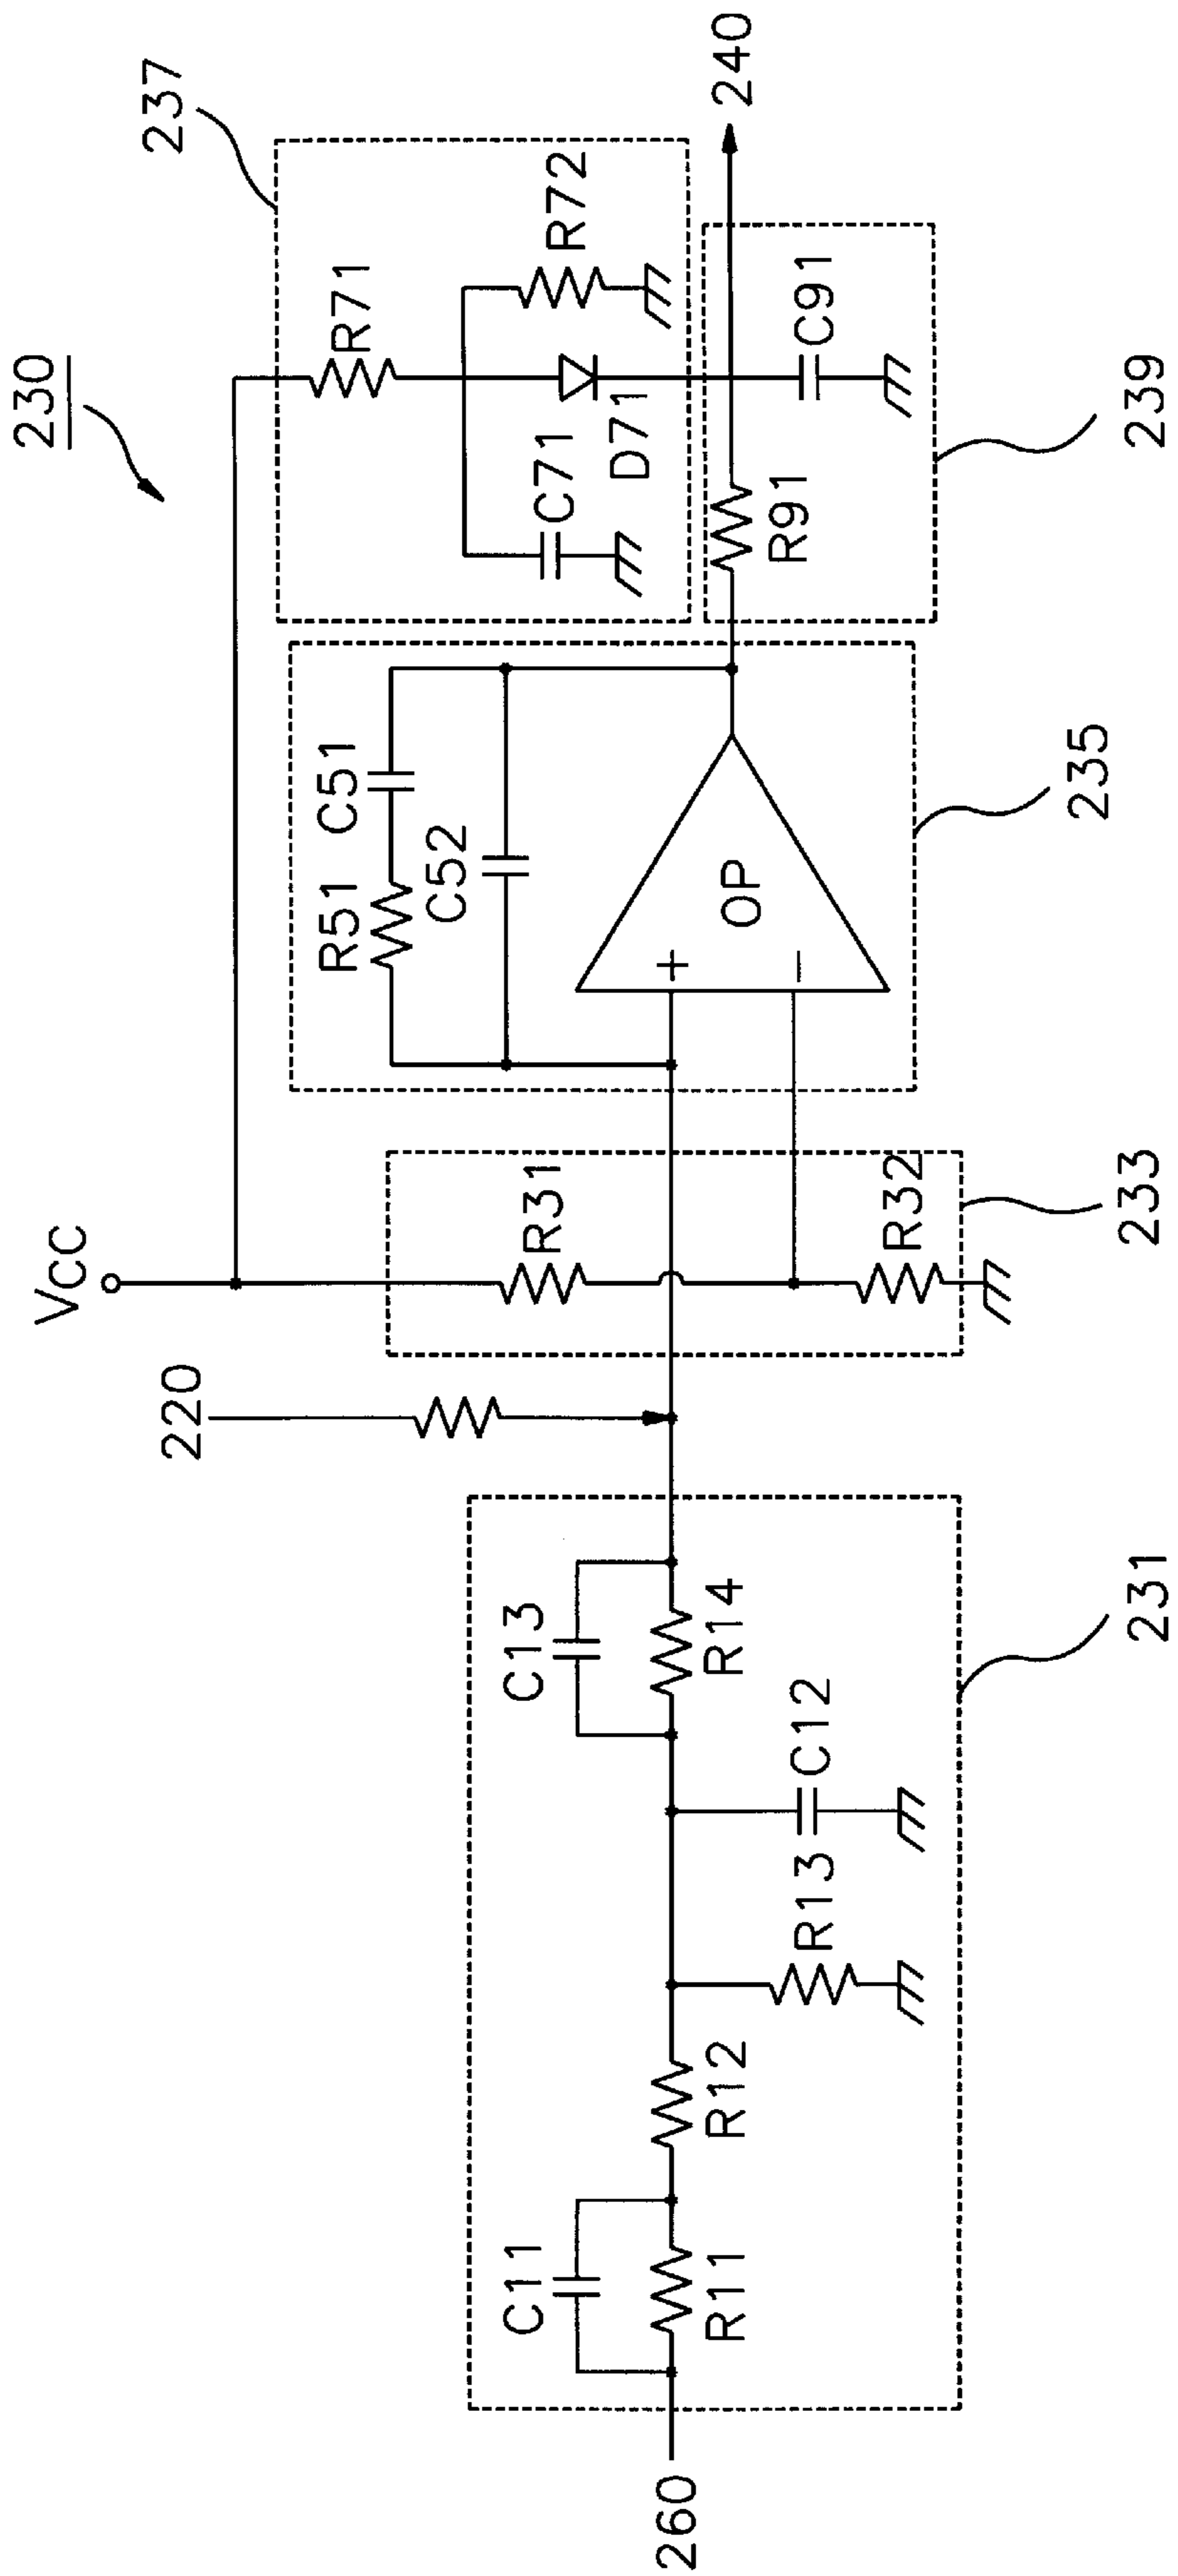 230
VCC
237
R71
R72
C71
D71
240
R91
C91
239
R51
C51
C52
OP
+
−
235
R31
R32
233
220
C13
R14
C12
R13
R12
C11
R11
231
260